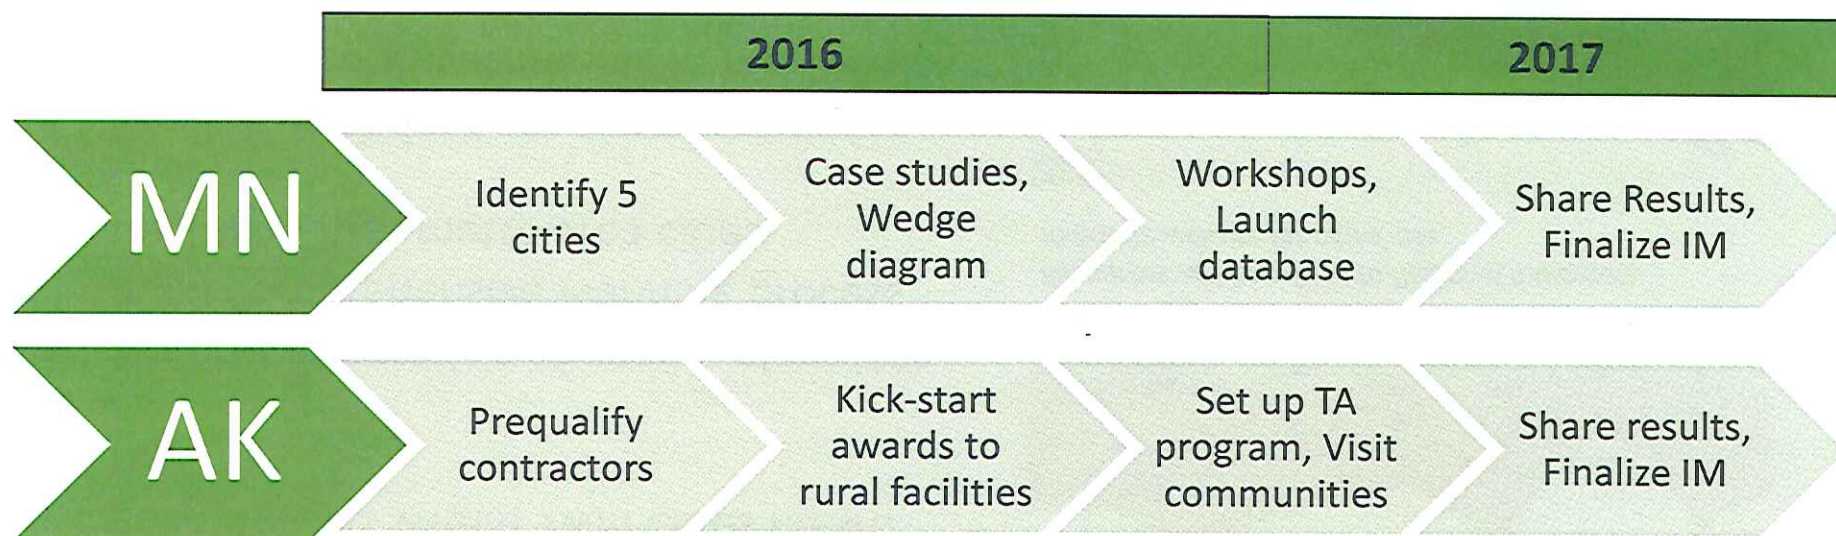 2016
2017
MN
Identify 5
cities
Case studies,
Wedge
diagram
Workshops,
Launch
database
Share Results,
Finalize IM
AK
Prequalify
contractors
Kick-start
awards to
rural facilities
Set up TA
program, Visit
communities
Share results,
Finalize IM